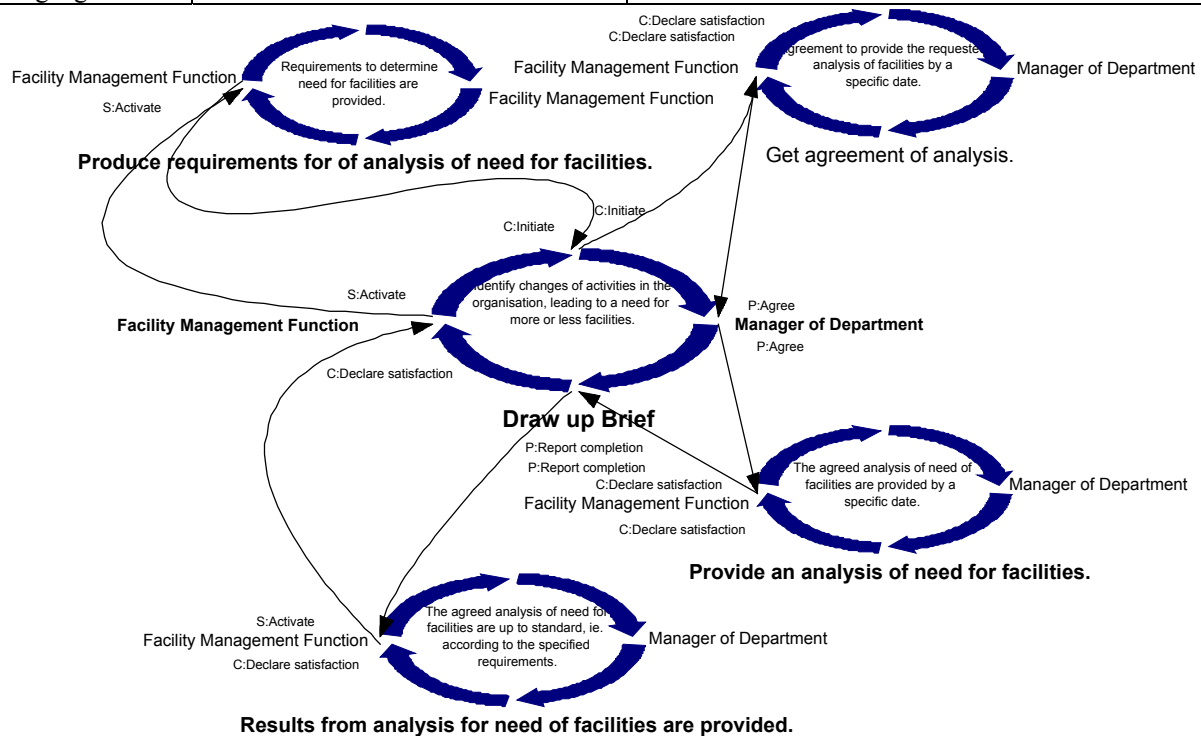 C:Declare satisfaction
C:Declare satisfaction
Facility Management Function
S:Activate
Requirements to determine
need for facilities are
provided.
Facility Management Function
Produce requirements for of analysis of need for facilities.
Facility Management Function
greement to provide the requeste
analysis of facilities by a
specific date.
Manager of Department
Get agreement of analysis.
C:Initiate
C:Initiate
S:Activate
Facility Management Function
C:Declare satisfaction
dentify changes of activities in the
organisation, leading to a need for
more or less facilities.
P:Agree
Manager of Department
P:Agree
Draw up Brief
P:Report completion
P:Report completion
C:Declare satisfaction
Facility Management Function
C:Declare satisfaction
The agreed analysis of need of
facilities are provided by a
specific date.
Manager of Department
Provide an analysis of need for facilities.
S:Activate
Facility Management Function
C:Declare satisfaction
The agreed analysis of need for
facilities are up to standard, ie.
according to the specified
requirements.
Manager of Department
Results from analysis for need of facilities are provided.